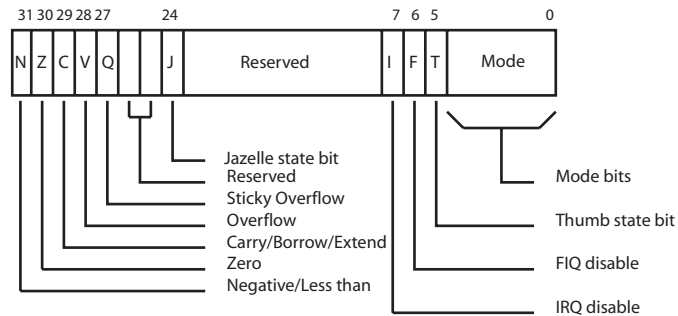 31 30 29 28 27 24 7 6 5 0
N Z C V Q J Reserved I F T Mode
Jazelle state bit
Reserved Mode bits
Sticky Overflow
Overflow Thumb state bit
Carry/Borrow/Extend
Zero FIQ disable
Negative/Less than
IRQ disable